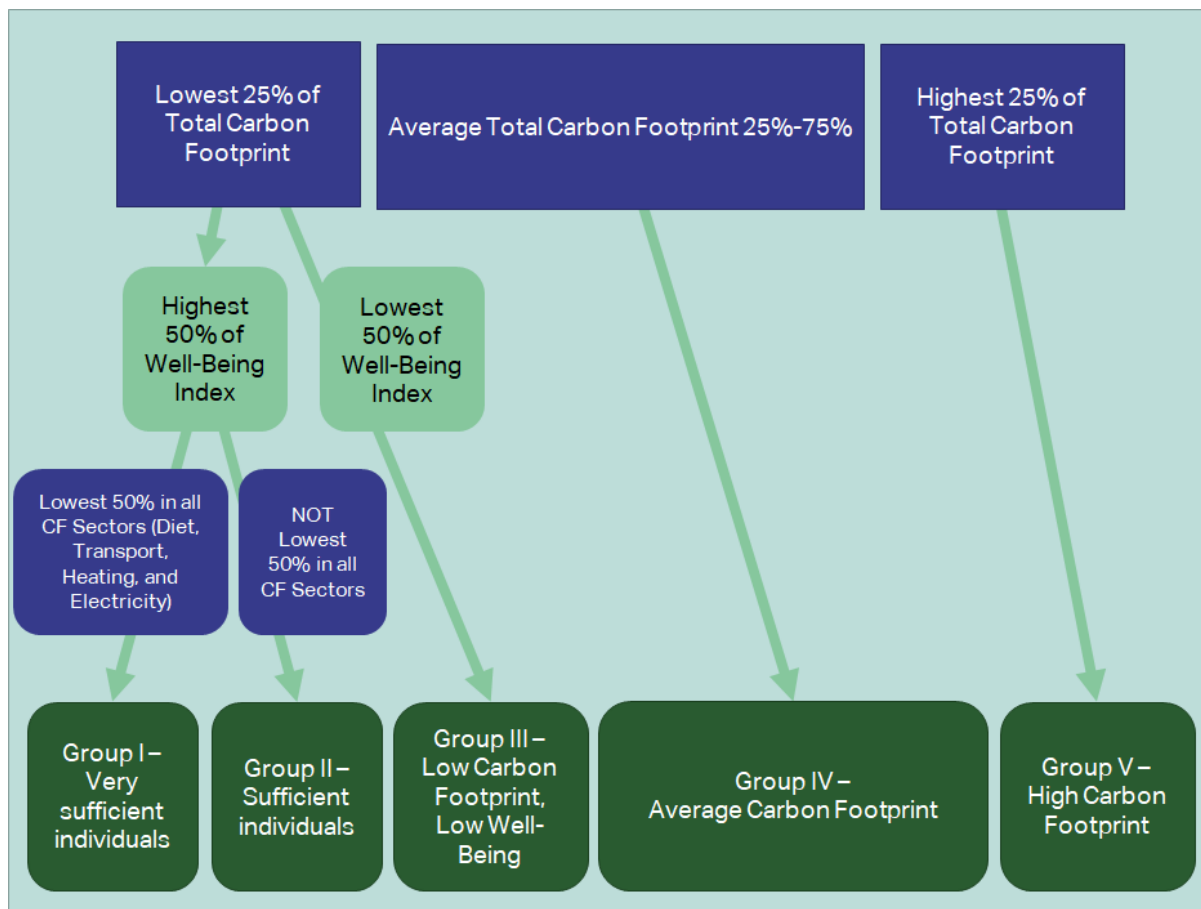 Lowest 25% of
Total Carbon
Footprint
Average Total Carbon Footprint 25%-75%
Highest 25% of
Total Carbon
Footprint
Highest
50% of
Well-Being
Index
Lowest
50% of
Well-Being
Index
Lowest 50% in all
CF Sectors (Diet,
Transport,
Heating, and
Electricity)
NOT
Lowest
50% in all
CF Sectors
Group I –
Very
sufficient
individuals
Group II –
Sufficient
individuals
Group III –
Low Carbon
Footprint,
Low Well-
Being
Group IV –
Average Carbon Footprint
Group V –
High Carbon
Footprint